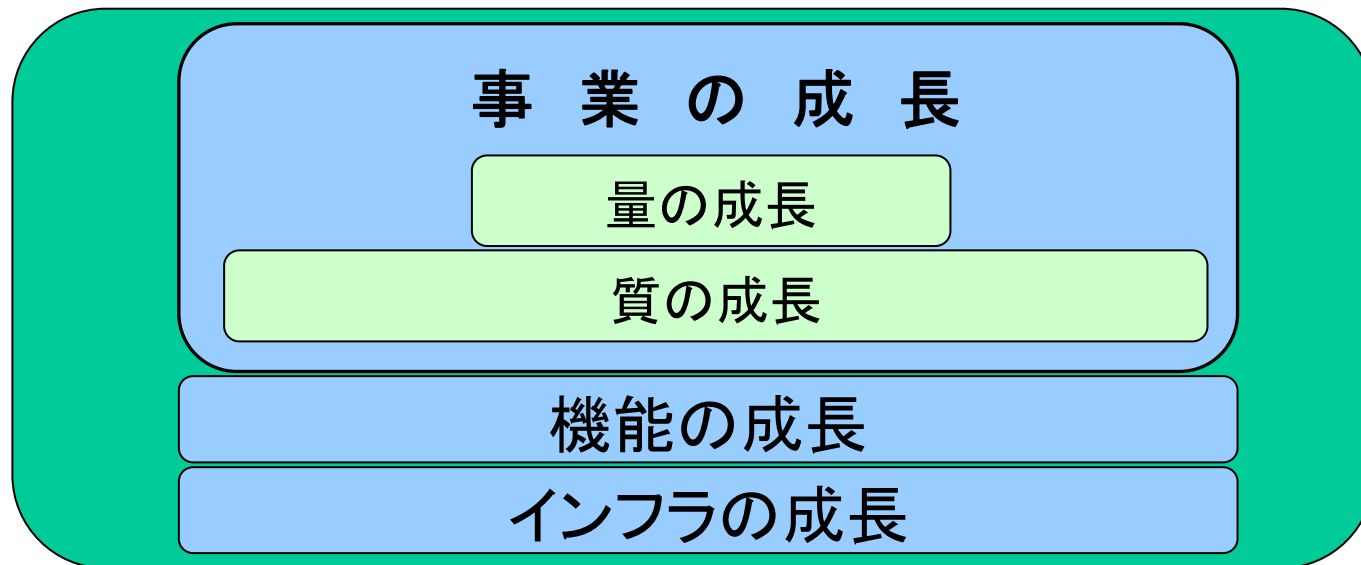 事　業　の　成　長
量の成長
質の成長
機能の成長
インフラの成長